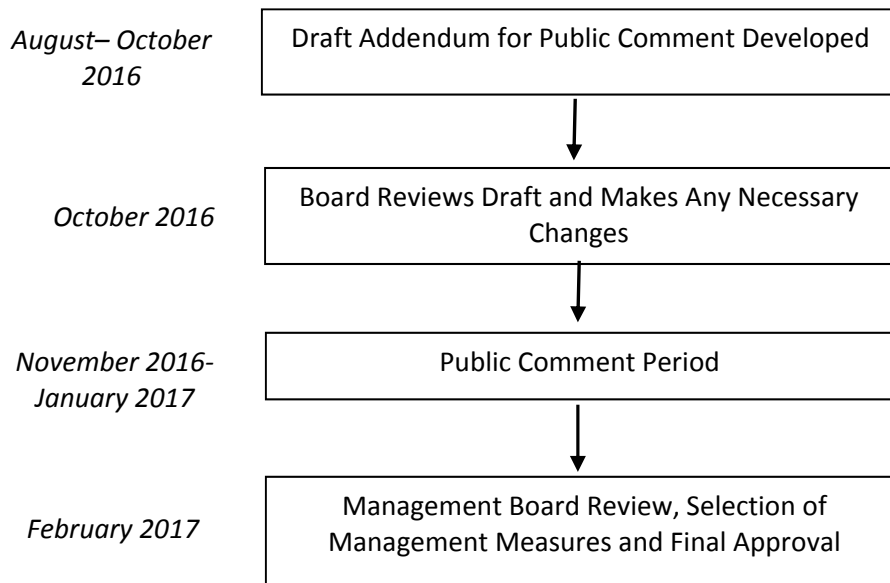 August– October
2016
Draft Addendum for Public Comment Developed
October 2016
Board Reviews Draft and Makes Any Necessary
Changes
November 2016-
January 2017
Public Comment Period
February 2017
Management Board Review, Selection of
Management Measures and Final Approval